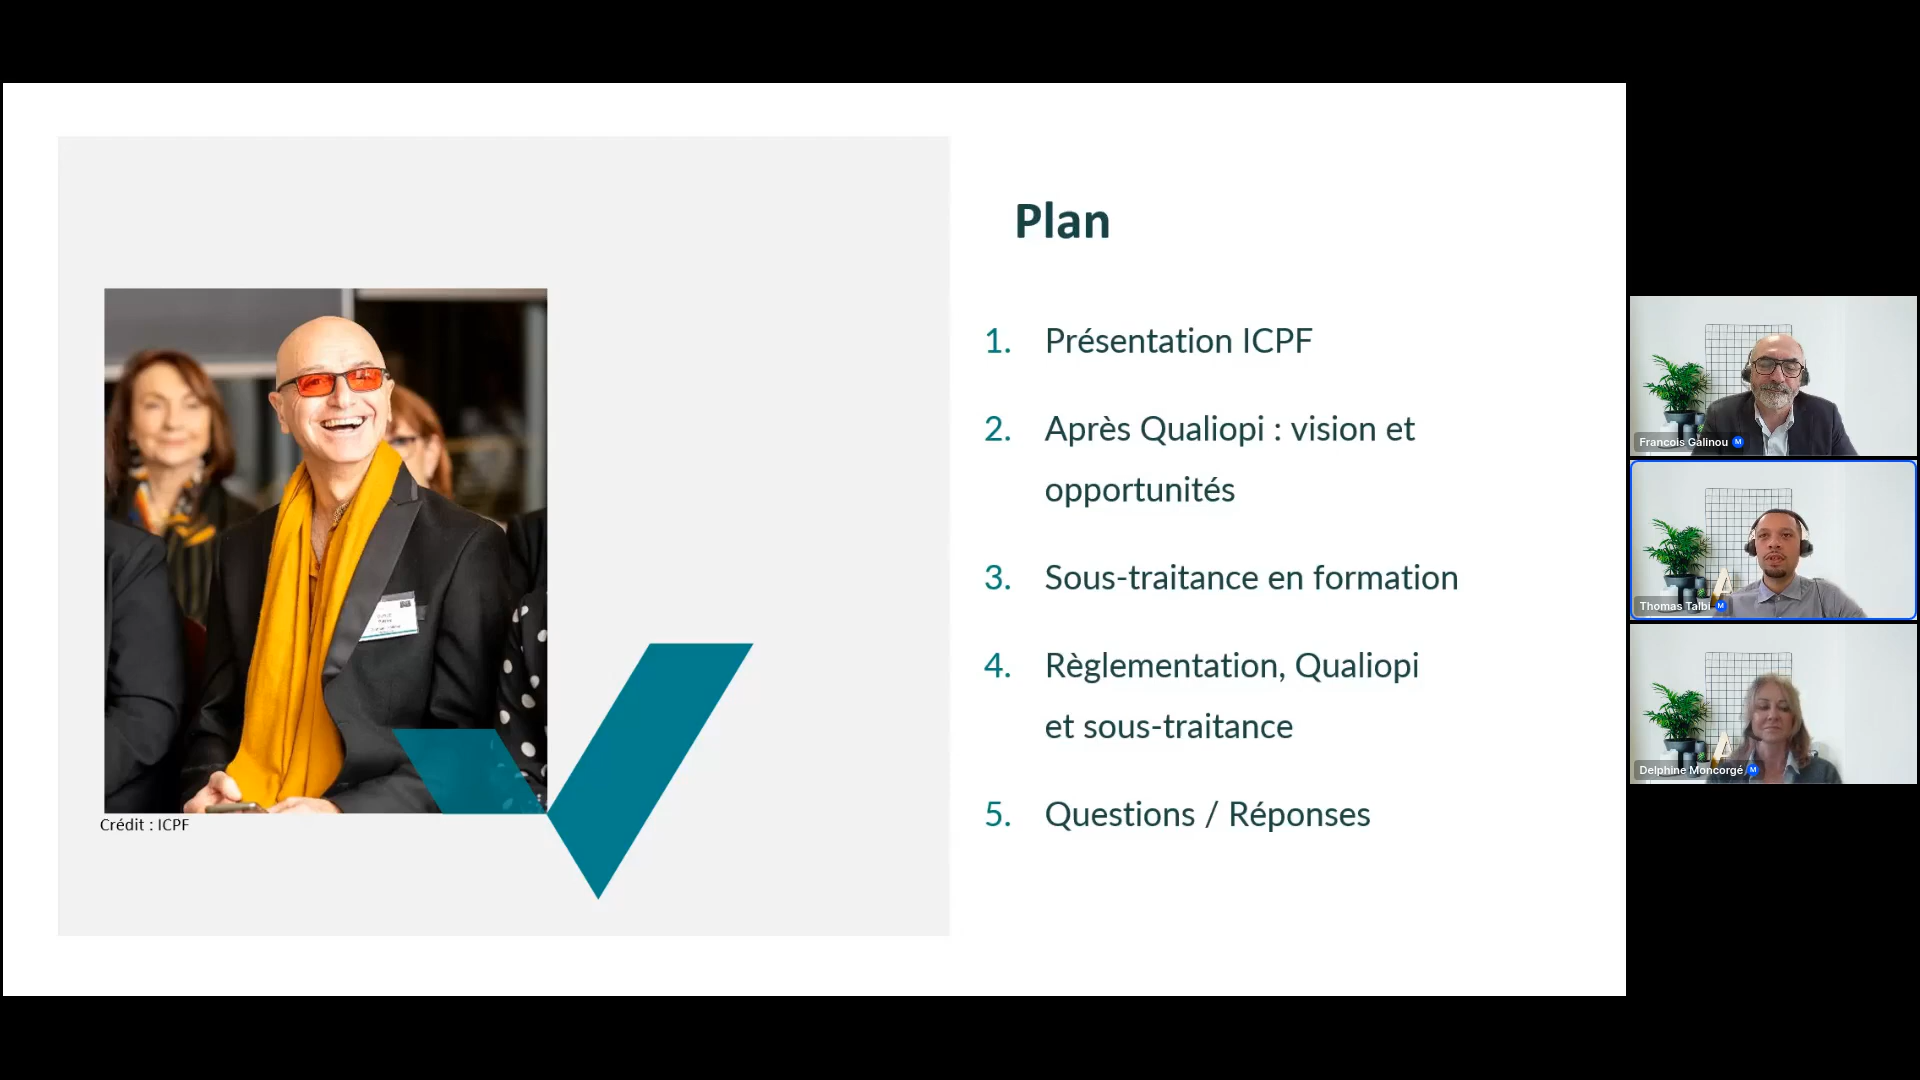 Plan
1. Présentation ICPF
2. Après Qualiopi : vision et
opportunités
3. Sous-traitance en formation
4. Règlementation, Qualiopi
et sous-traitance
5. Questions / Réponses
Crédit : ICPF
Francois Galinou M
Thomas Talbi M
Delphine Moncorgé M